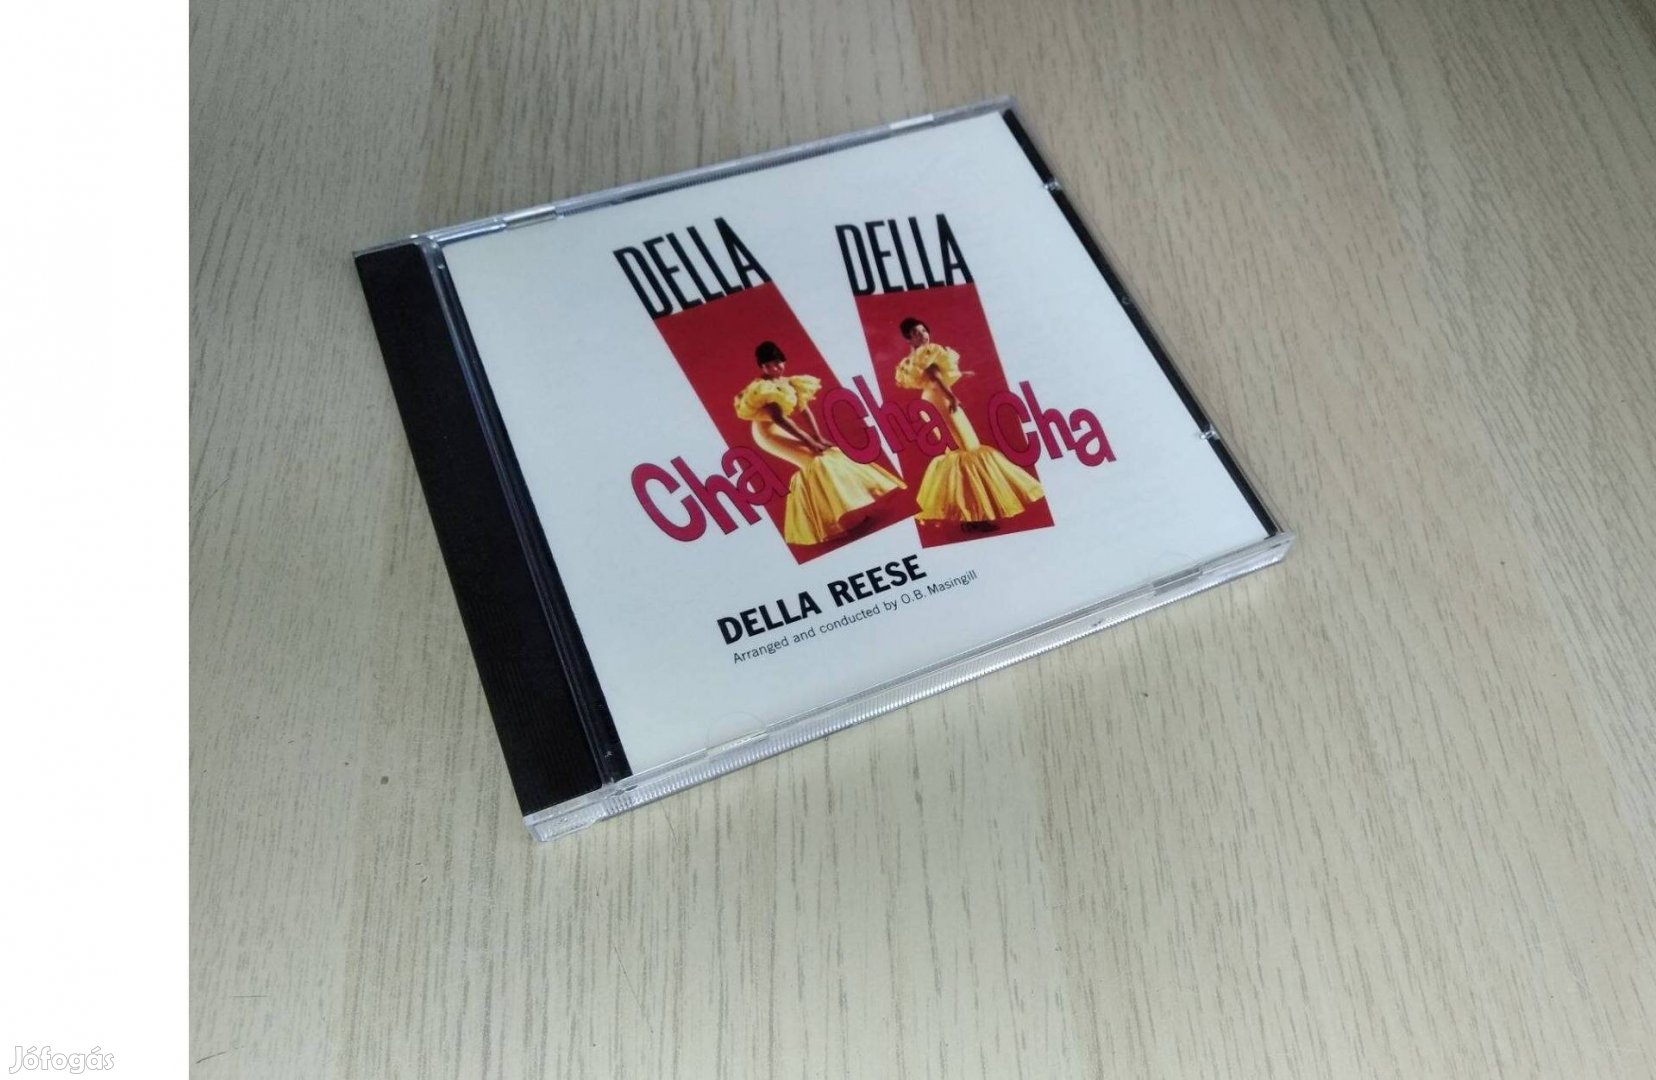 DELLA DELLA
Cha Cha Cha
DELLA REESE
Arranged and conducted by O.B. Masingill
Jófogás